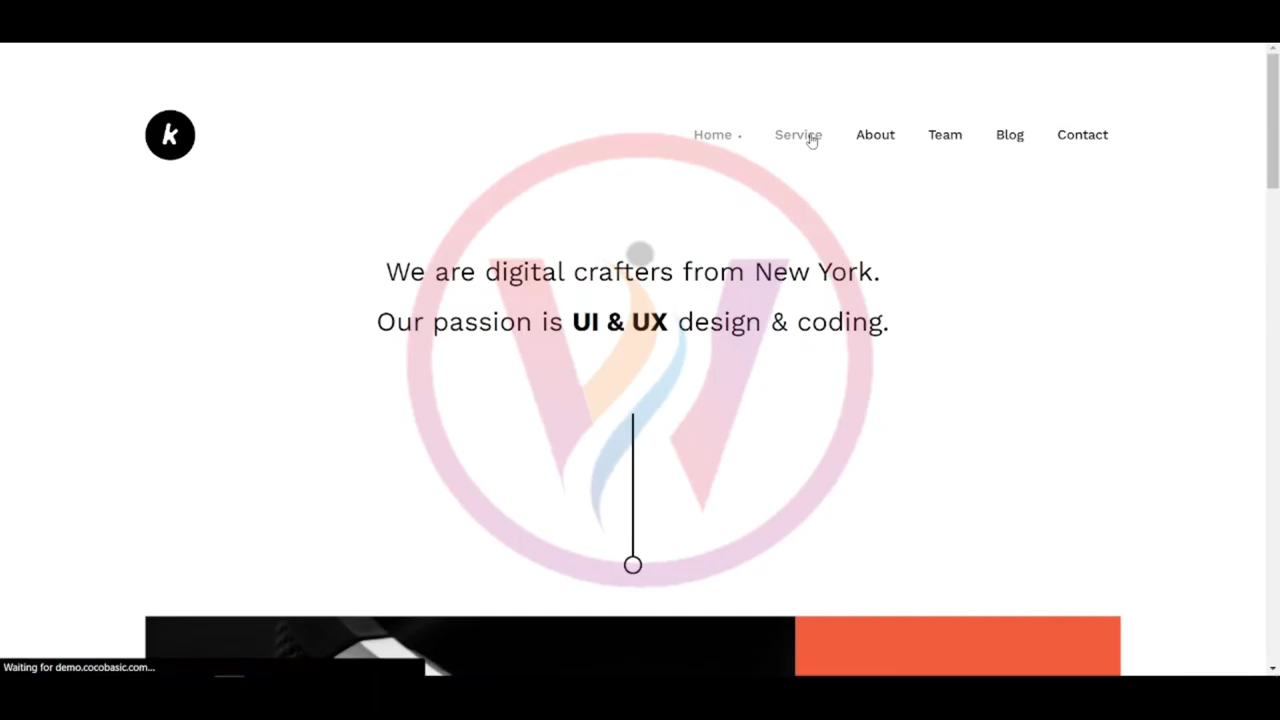 k
Home
Service
About
Team
Blog
Contact
We are digital crafters from New York.
Our passion is UI & UX design & coding.
Waiting for demo.cocobasic.com...